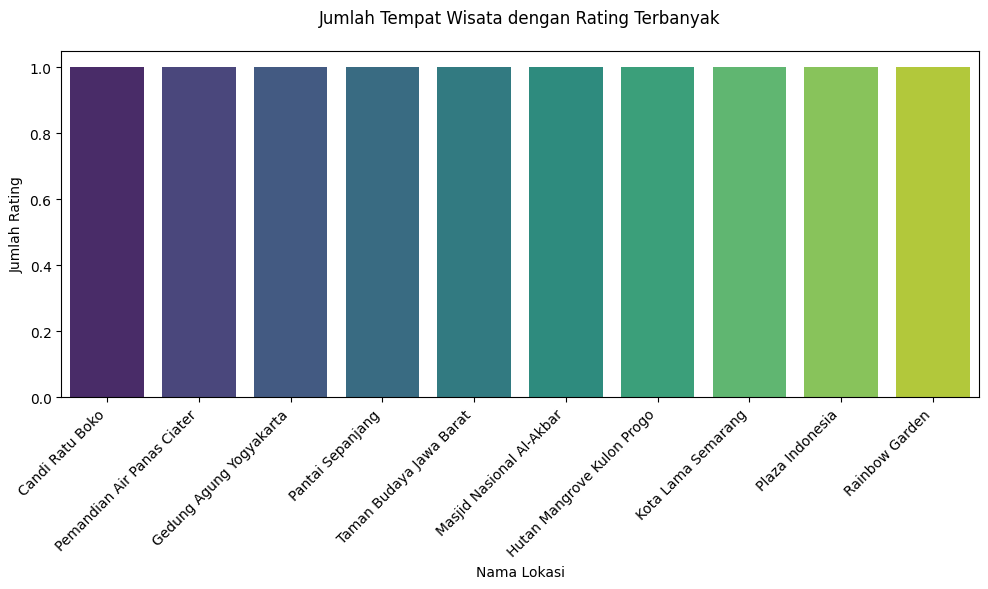 Jumlah Tempat Wisata dengan Rating Terbanyak
Jumlah Rating
1.0
0.8
0.6
0.4
0.2
0.0
Candi Ratu Boko
Pemandian Air Panas Ciater
Gedung Agung Yogyakarta
Pantai Sepanjang
Taman Budaya Jawa Barat
Masjid Nasional Al-Akbar
Hutan Mangrove Kulon Progo
Kota Lama Semarang
Plaza Indonesia
Rainbow Garden
Nama Lokasi